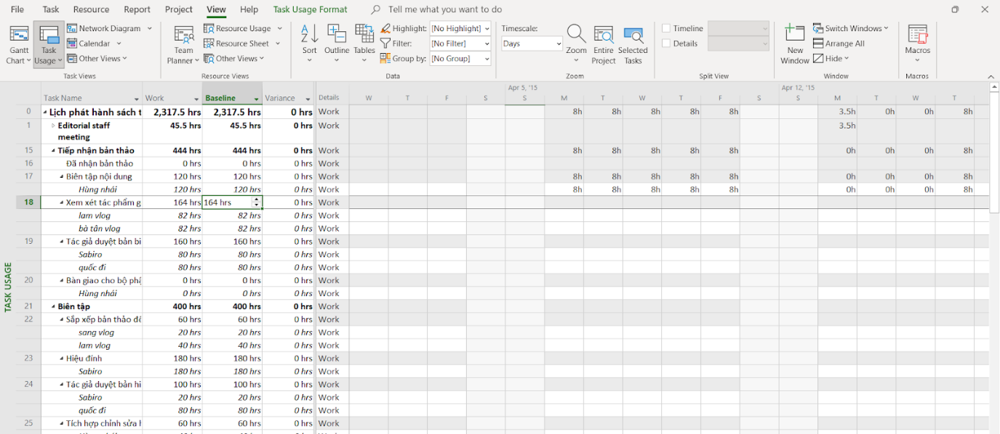 File Task Resource Report Project View Help Task Usage Format Tell me what you want to do
Gantt Chart
Task Usage
Network Diagram
Calendar
Other Views
Task Views
Team Planner
Resource Usage
Resource Sheet
Other Views
Resource Views
Sort
Outline
Tables
Highlight: [No Highlight]
Filter: [No Filter]
Group by: [No Group]
Data
Timescale:
Days
Zoom
Entire Project
Selected Tasks
Zoom
Timeline
Details
Split View
New Window
Switch Windows
Arrange All
Hide
Window
Macros
Macros
Apr 5, '15 Apr 12, '15
Task Name Work Baseline Variance Details W T F S S M T W T F S S M T W T
0 Lịch phát hành sách t 2,317.5 hrs 2,317.5 hrs 0 hrs Work 8h 8h 8h 8h 8h 3.5h 0h 0h 8h
1 Editorial staff meeting 45.5 hrs 45.5 hrs 0 hrs Work 3.5h
15 Tiếp nhận bản thảo 444 hrs 444 hrs 0 hrs Work 8h 8h 8h 8h 8h 0h 0h 0h 8h
16 Đã nhận bản thảo 0 hrs 0 hrs 0 hrs Work
17 Biên tập nội dung 120 hrs 120 hrs 0 hrs Work 8h 8h 8h 8h 8h 0h 0h 0h 8h
Hùng nhái 120 hrs 120 hrs 0 hrs Work 8h 8h 8h 8h 8h 0h 0h 0h 8h
18 Xem xét tác phẩm g 164 hrs 164 hrs 0 hrs Work
lam vlog 82 hrs 82 hrs 0 hrs Work
bà tân vlog 82 hrs 82 hrs 0 hrs Work
19 Tác giả duyệt bản bi 160 hrs 160 hrs 0 hrs Work
Sabiro 80 hrs 80 hrs 0 hrs Work
quốc đi 80 hrs 80 hrs 0 hrs Work
20 Bàn giao cho bộ phậ 0 hrs 0 hrs 0 hrs Work
Hùng nhái 0 hrs 0 hrs 0 hrs Work
21 Biên tập 400 hrs 400 hrs 0 hrs Work
22 Sắp xếp bản thảo để 60 hrs 60 hrs 0 hrs Work
sang vlog 20 hrs 20 hrs 0 hrs Work
lam vlog 40 hrs 40 hrs 0 hrs Work
23 Hiệu đính 180 hrs 180 hrs 0 hrs Work
Sabiro 180 hrs 180 hrs 0 hrs Work
24 Tác giả duyệt bản hi 100 hrs 100 hrs 0 hrs Work
Sabiro 20 hrs 20 hrs 0 hrs Work
quốc đi 80 hrs 80 hrs 0 hrs Work
25 Tích hợp chỉnh sửa 60 hrs 60 hrs 0 hrs Work
TASK USAGE